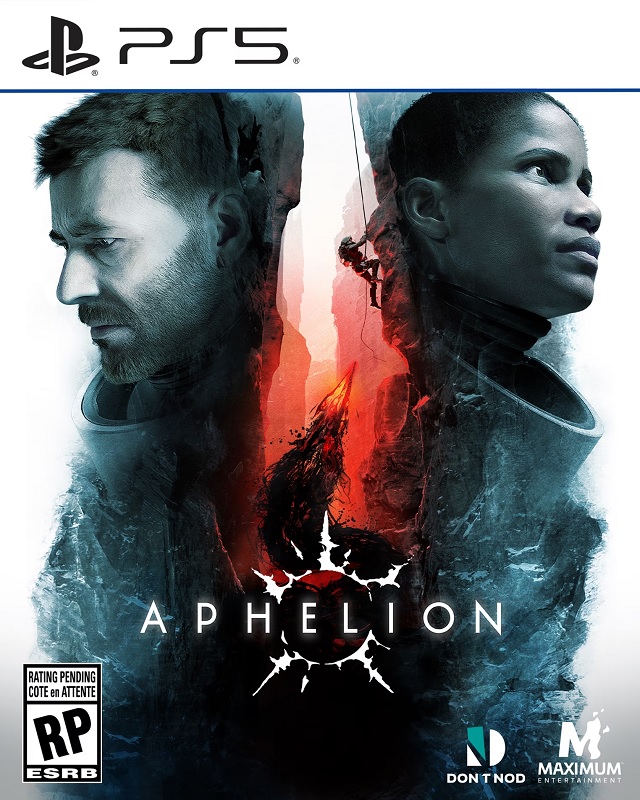 PS5
APHELION
RATING PENDING
COTE en ATTENTE
RP
ESRB
DON'T NOD
MAXIMUM
ENTERTAINMENT